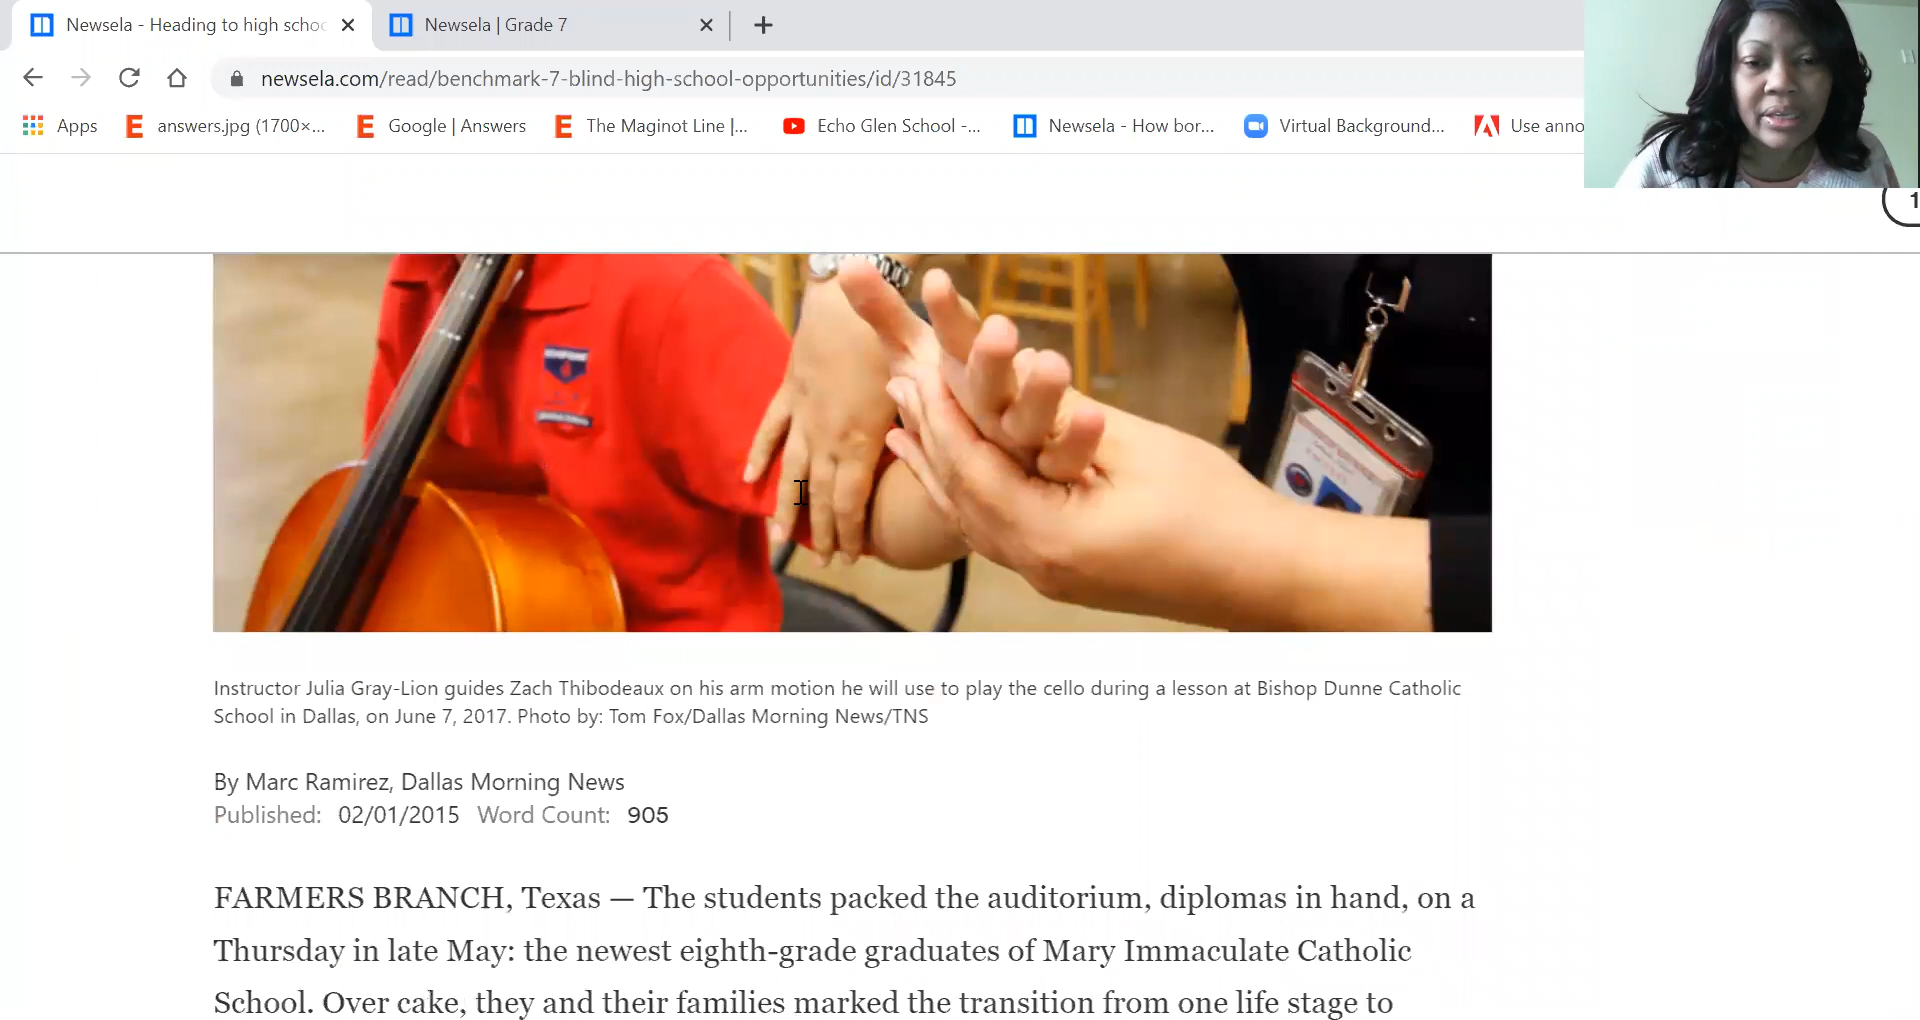 Newsela - Heading to high schoo
Newsela | Grade 7
newsela.com/read/benchmark-7-blind-high-school-opportunities/id/31845
Apps
answers.jpg (1700×...
Google | Answers
The Maginot Line |...
Echo Glen School -...
Newsela - How bor...
Virtual Background...
Use anno
1
Instructor Julia Gray-Lion guides Zach Thibodeaux on his arm motion he will use to play the cello during a lesson at Bishop Dunne Catholic
School in Dallas, on June 7, 2017. Photo by: Tom Fox/Dallas Morning News/TNS
By Marc Ramirez, Dallas Morning News
Published: 02/01/2015 Word Count: 905
FARMERS BRANCH, Texas — The students packed the auditorium, diplomas in hand, on a
Thursday in late May: the newest eighth-grade graduates of Mary Immaculate Catholic
School. Over cake, they and their families marked the transition from one life stage to